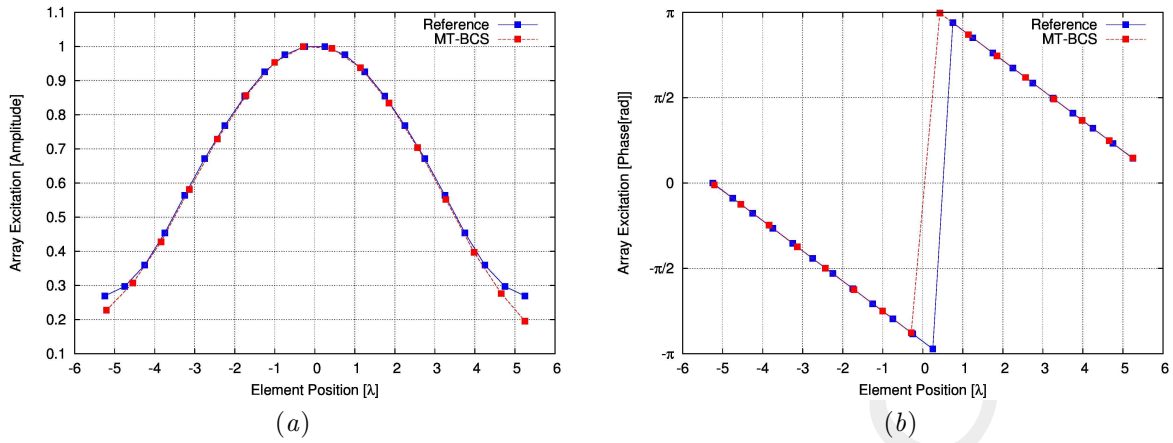 Array Excitation [Amplitude]
1.1
1
0.9
0.8
0.7
0.6
0.5
0.4
0.3
0.2
0.1
-6 -5 -4 -3 -2 -1 0 1 2 3 4 5 6
Element Position [λ]
Reference
MT-BCS
(a)
Array Excitation [Phase[rad]]
π
π/2
0
-π/2
-π
-6 -5 -4 -3 -2 -1 0 1 2 3 4 5 6
Element Position [λ]
Reference
MT-BCS
(b)